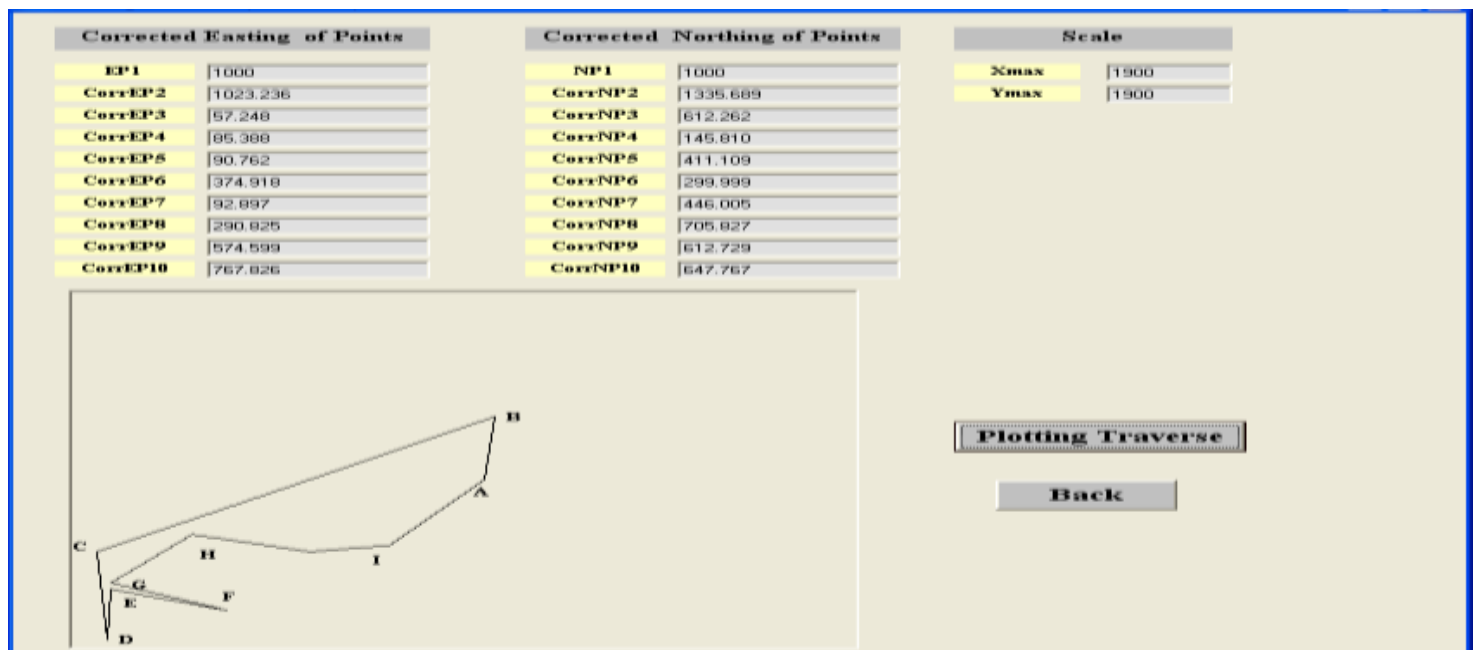 Corrected Easting of Points Corrected Northing of Points Scale
EP1 1000 NP1 1000 Xmax 1900
CorrEP2 1023.236 CorrNP2 1335.689 Ymax 1900
CorrEP3 57.248 CorrNP3 612.262
CorrEP4 85.388 CorrNP4 145.810
CorrEP5 90.762 CorrNP5 411.109
CorrEP6 374.918 CorrNP6 299.999
CorrEP7 92.897 CorrNP7 446.005
CorrEP8 290.825 CorrNP8 705.827
CorrEP9 574.599 CorrNP9 612.729
CorrEP10 767.826 CorrNP10 647.767
B
Plotting Traverse
A
Back
C
H
I
G
E
F
D